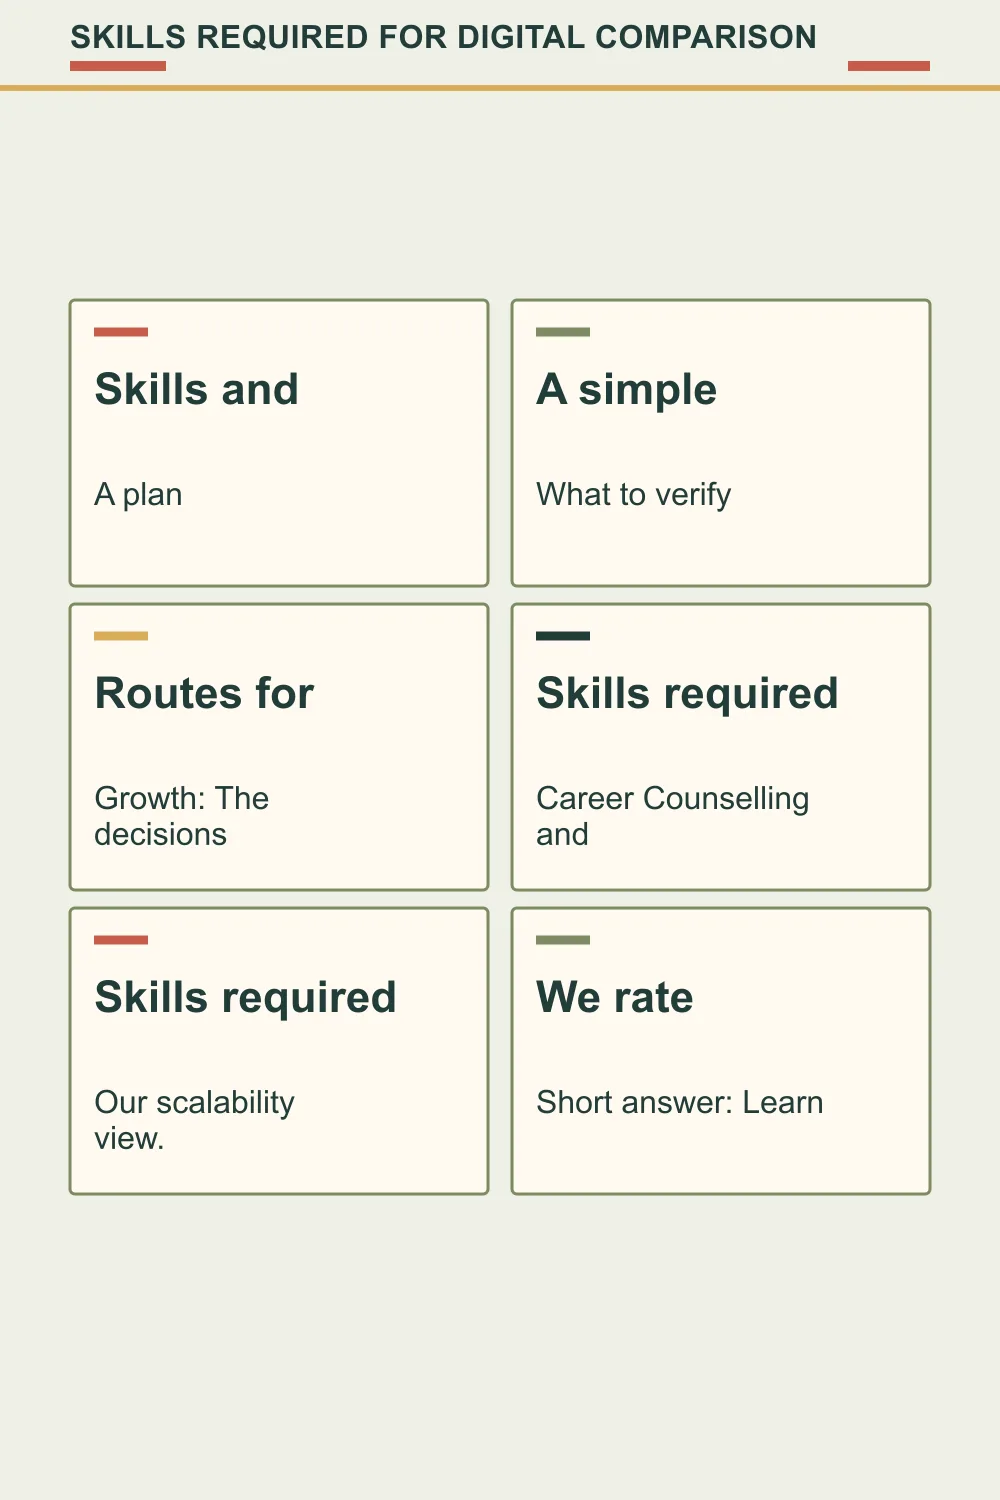 SKILLS REQUIRED FOR DIGITAL COMPARISON
Skills and
A plan
A simple
What to verify
Routes for
Growth: The
decisions
Skills required
Career Counselling
and
Skills required
Our scalability
view.
We rate
Short answer: Learn